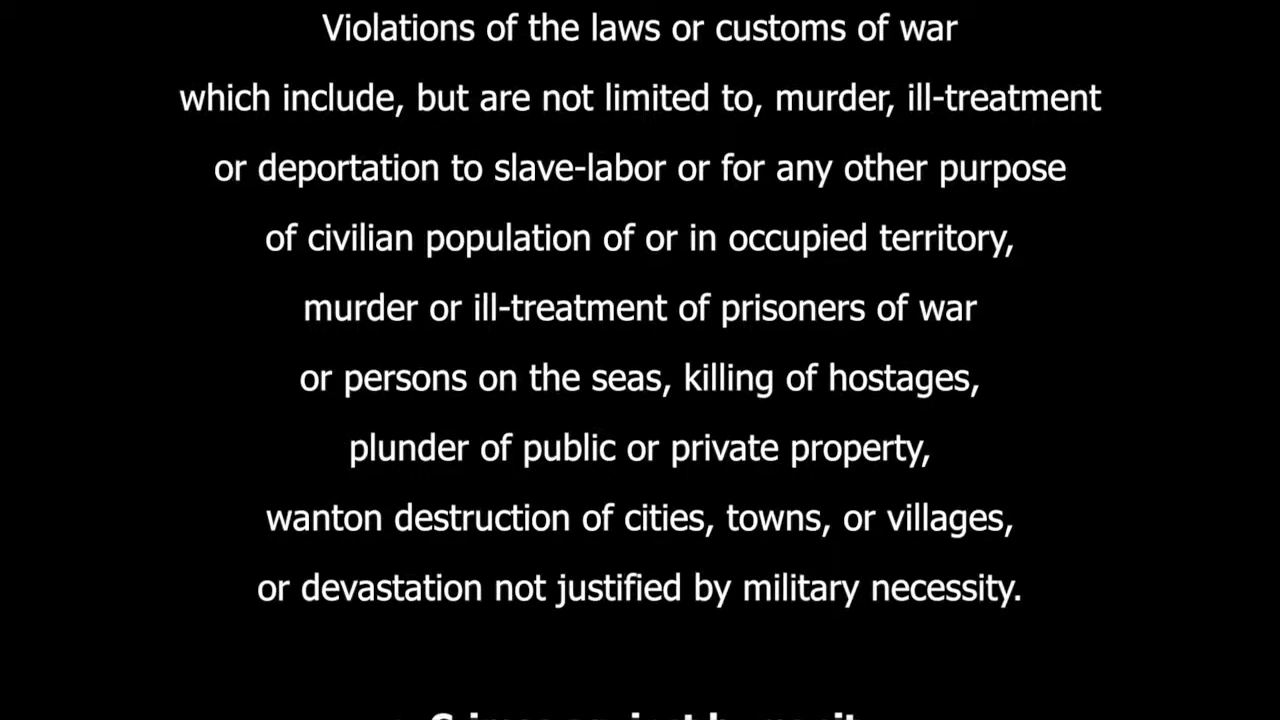 Violations of the laws or customs of war
which include, but are not limited to, murder, ill-treatment
or deportation to slave-labor or for any other purpose
of civilian population of or in occupied territory,
murder or ill-treatment of prisoners of war
or persons on the seas, killing of hostages,
plunder of public or private property,
wanton destruction of cities, towns, or villages,
or devastation not justified by military necessity.
Crimes against humanity